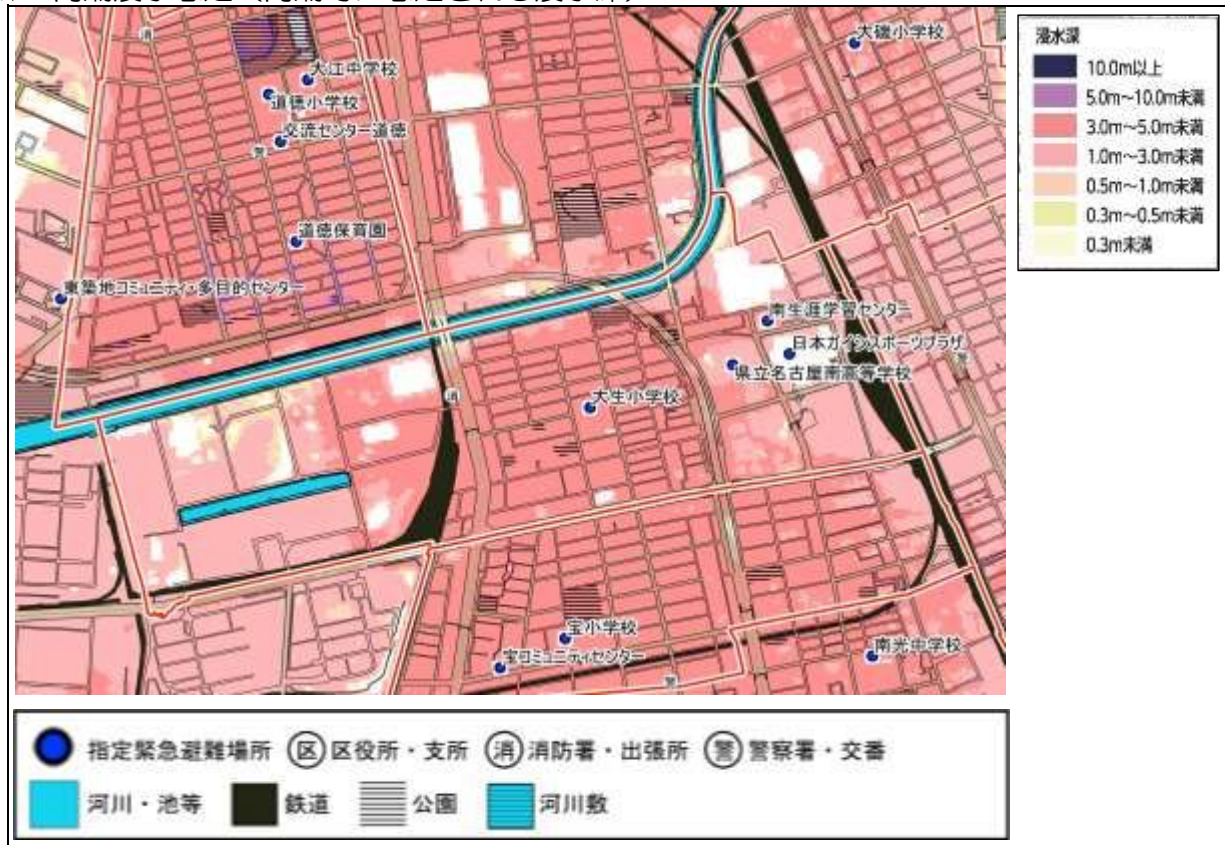 大磯小学校
大江中学校
道徳小学校
交流センター道徳
道徳保育園
東築地コミュニティ・多目的センター
南生涯学習センター
日本ガイシスポーツプラザ
県立名古屋南高等学校
大生小学校
宝小学校
宝コミュニティセンター
南光中学校
消
警
消
警
警
浸水深
10.0m以上
5.0m～10.0m未満
3.0m～5.0m未満
1.0m～3.0m未満
0.5m～1.0m未満
0.3m～0.5m未満
0.3m未満
指定緊急避難場所 区 区役所・支所 消 消防署・出張所 警 警察署・交番
河川・池等 鉄道 公園 河川敷